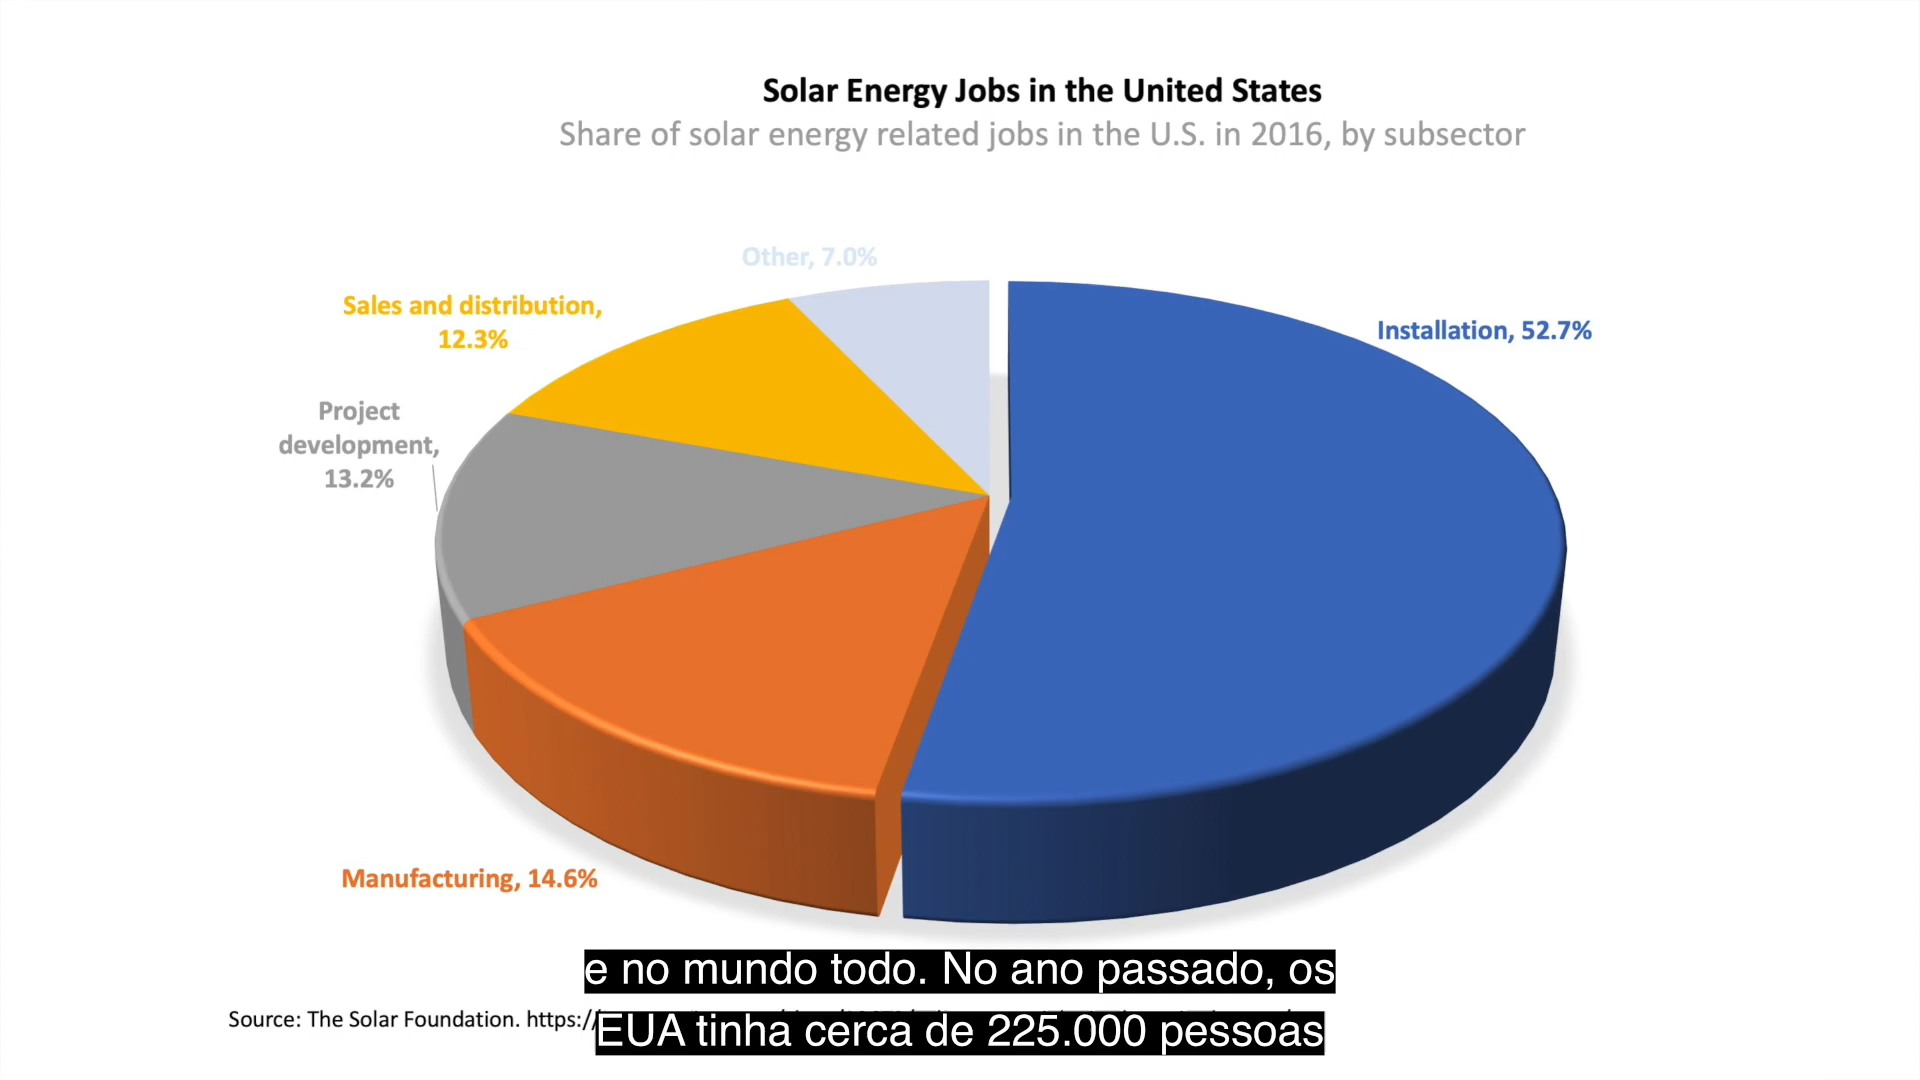 Solar Energy Jobs in the United States
Share of solar energy related jobs in the U.S. in 2016, by subsector
Other, 7.0%
Sales and distribution,
12.3%
Installation, 52.7%
Project
development,
13.2%
Manufacturing, 14.6%
e no mundo todo. No ano passado, os
Source: The Solar Foundation. https://
EUA tinha cerca de 225.000 pessoas